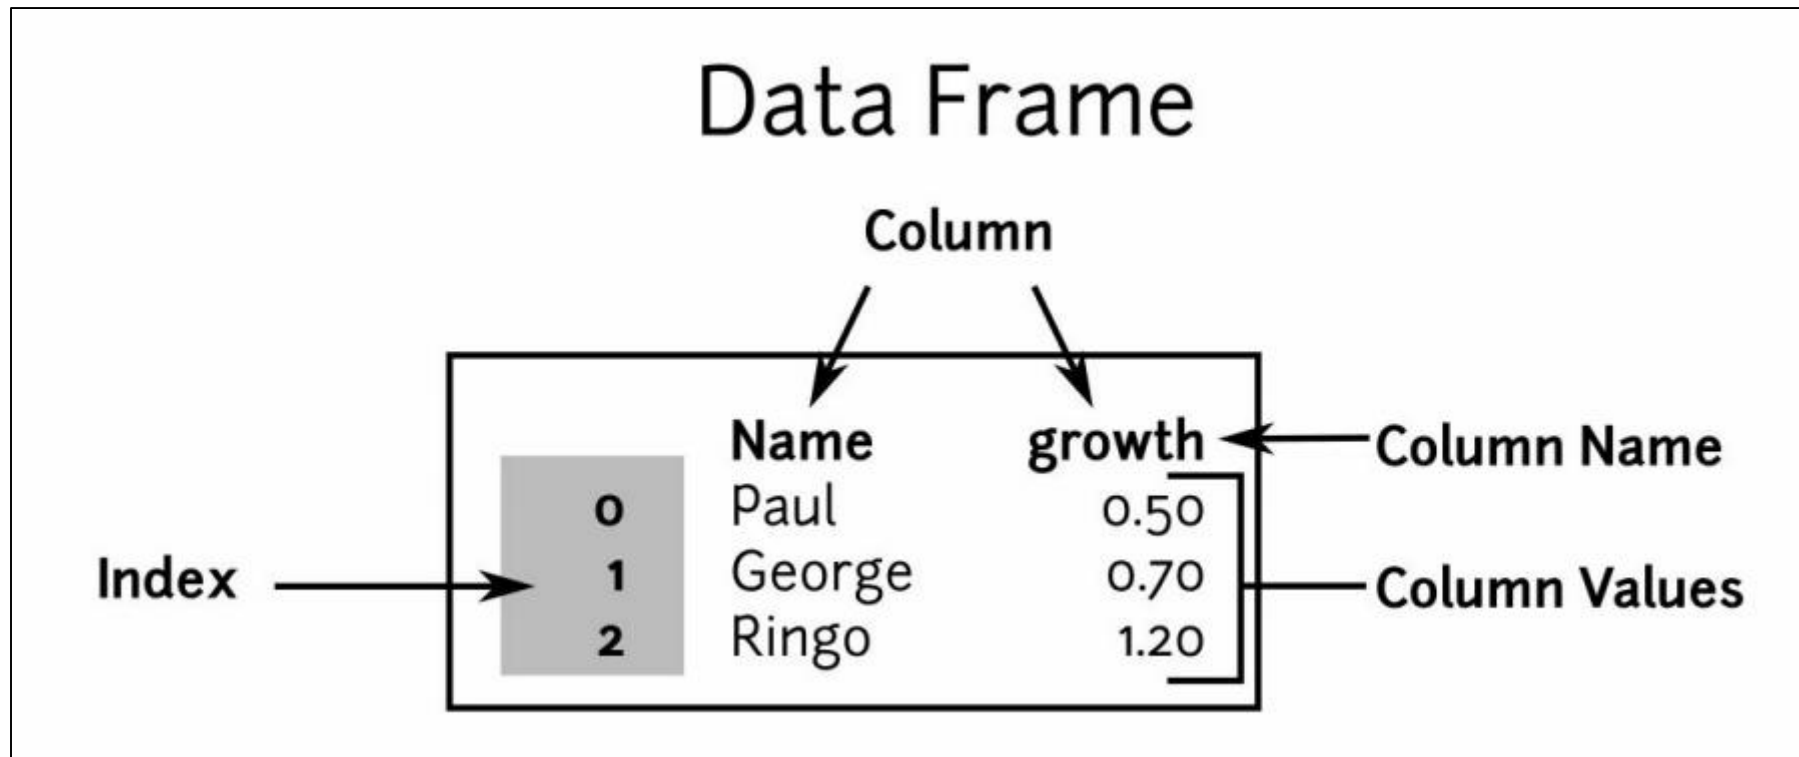 Data Frame
Column
Name growth Column Name
0 Paul 0.50
Index 1 George 0.70 Column Values
2 Ringo 1.20